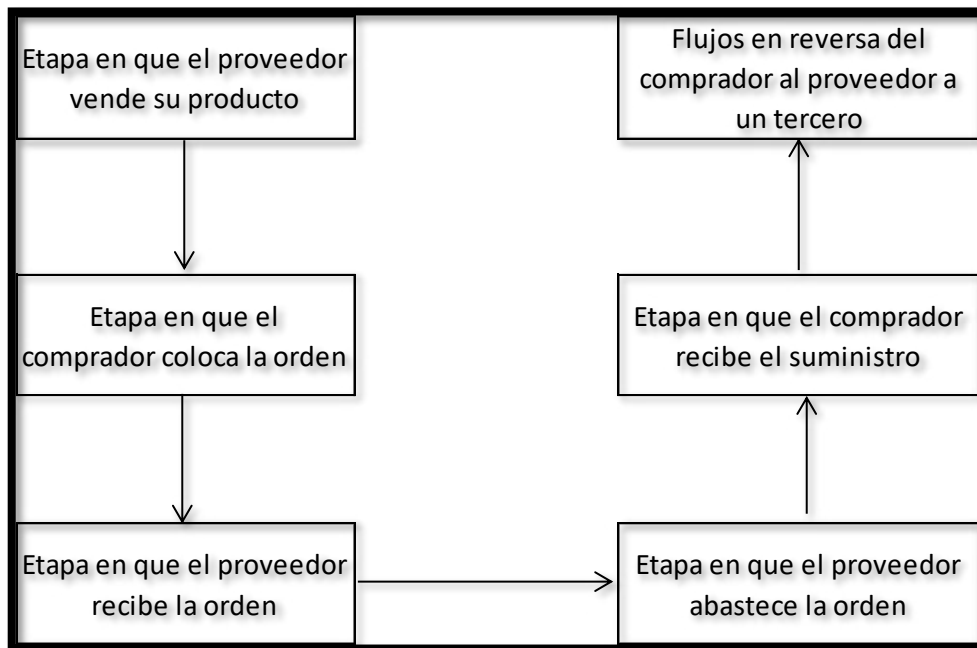 Etapa en que el proveedor
vende su producto
Etapa en que el
comprador coloca la orden
Etapa en que el proveedor
recibe la orden
Etapa en que el proveedor
abastece la orden
Etapa en que el comprador
recibe el suministro
Flujos en reversa del
comprador al proveedor a
un tercero